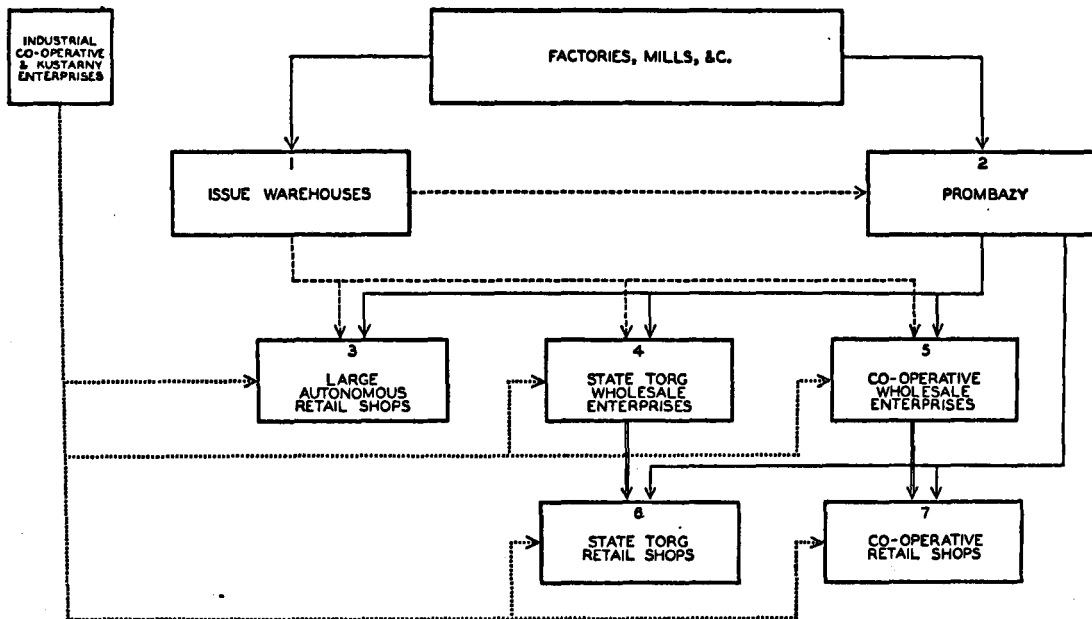 INDUSTRIAL
CO-OPERATIVE
& KUSTARNY
ENTERPRISES
FACTORIES, MILLS, &C.
1
ISSUE WAREHOUSES
2
PROMBAZY
3
LARGE
AUTONOMOUS
RETAIL SHOPS
4
STATE TORG
WHOLESALE
ENTERPRISES
5
CO-OPERATIVE
WHOLESALE
ENTERPRISES
6
STATE TORG
RETAIL SHOPS
7
CO-OPERATIVE
RETAIL SHOPS